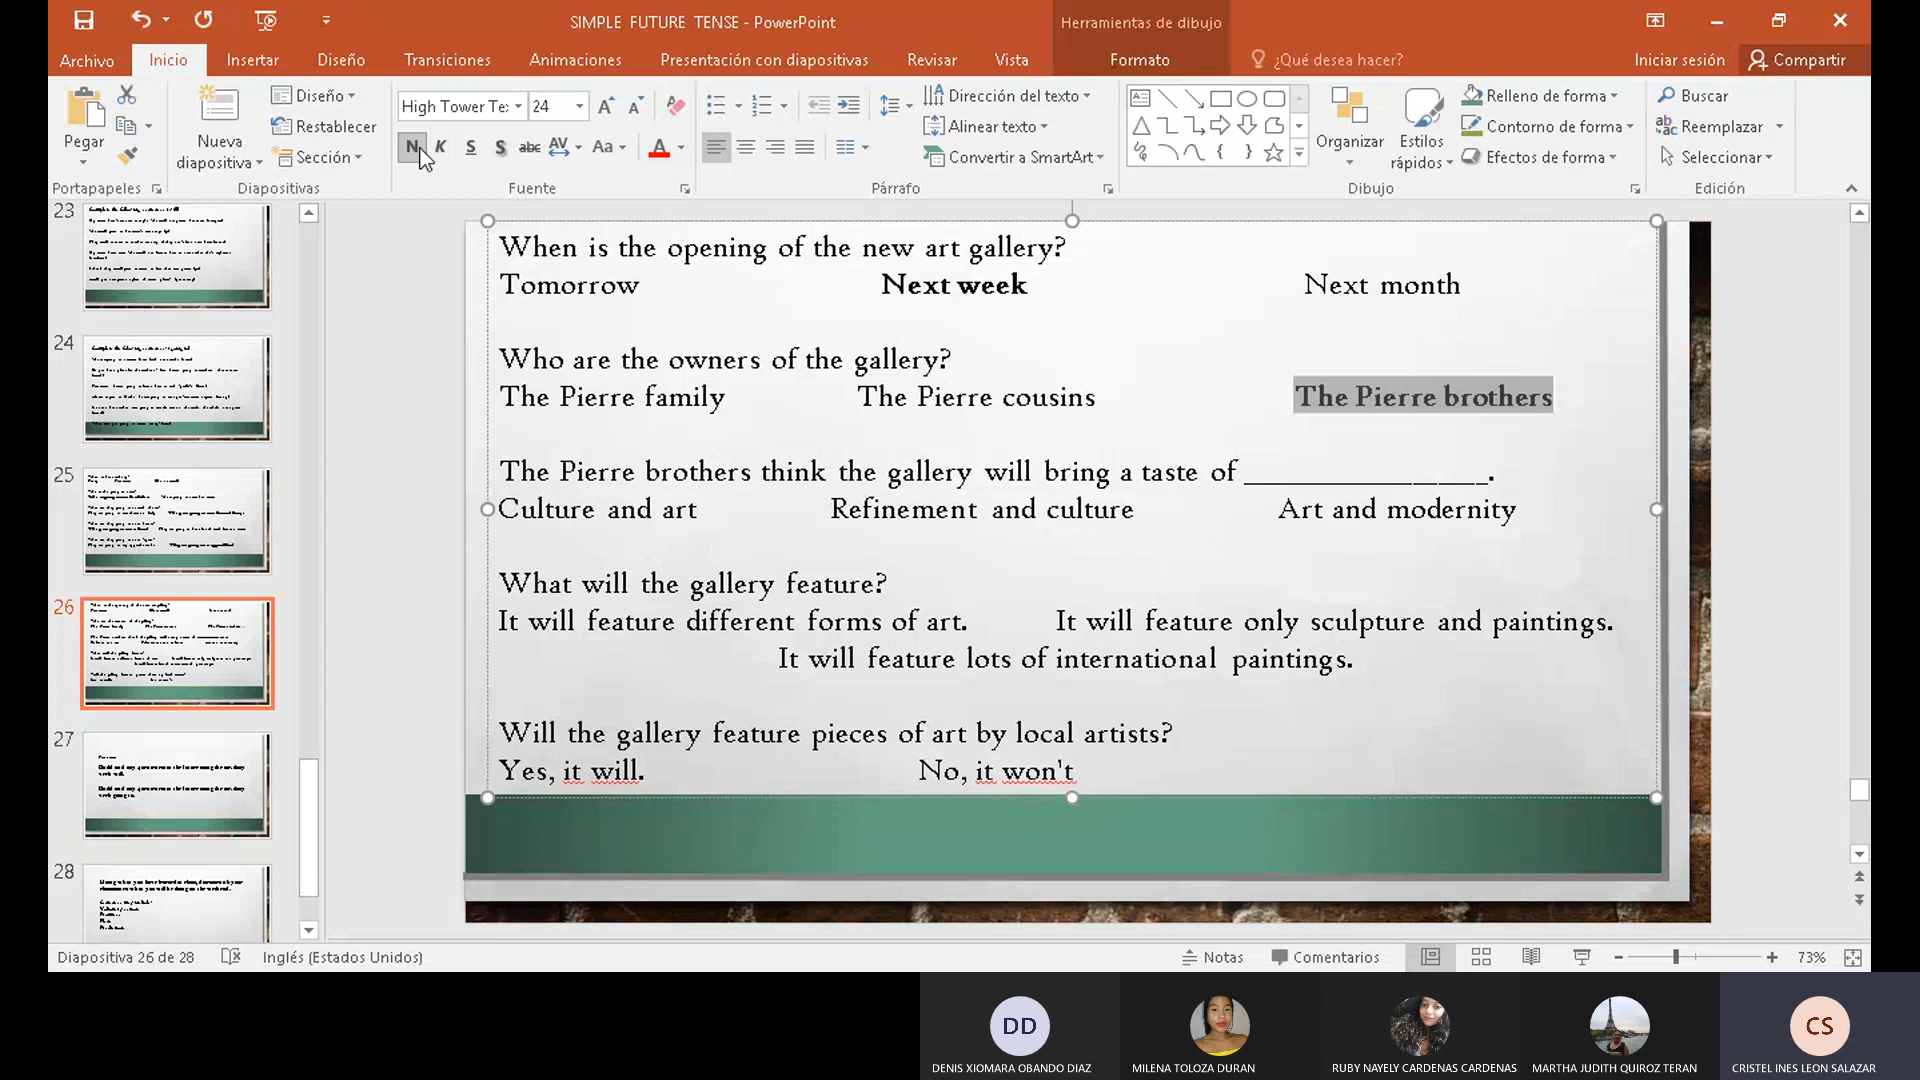 SIMPLE FUTURE TENSE - PowerPoint
Herramientas de dibujo
Archivo Inicio Insertar Diseño Transiciones Animaciones Presentación con diapositivas Revisar Vista Formato ¿Qué desea hacer? Iniciar sesión Compartir
Pegar
Portapapeles
Nueva diapositiva
Diseño
Restablecer
Sección
Diapositivas
High Tower Te: 24
N K S S abc AV Aa A
Fuente
Dirección del texto
Alinear texto
Convertir a SmartArt
Párrafo
Organizar
Estilos rápidos
Relleno de forma
Contorno de forma
Efectos de forma
Dibujo
Buscar
Reemplazar
Seleccionar
Edición
23
24
25
26
27
28
When is the opening of the new art gallery?
Tomorrow Next week Next month
Who are the owners of the gallery?
The Pierre family The Pierre cousins The Pierre brothers
The Pierre brothers think the gallery will bring a taste of _________________.
Culture and art Refinement and culture Art and modernity
What will the gallery feature?
It will feature different forms of art. It will feature only sculpture and paintings.
It will feature lots of international paintings.
Will the gallery feature pieces of art by local artists?
Yes, it will. No, it won't
Diapositiva 26 de 28 Inglés (Estados Unidos) Notas Comentarios 73%
DD
CS
DENIS XIOMARA OBANDO DIAZ
MILENA TOLOZA DURAN
RUBY NAYELY CARDENAS CARDENAS
MARTHA JUDITH QUIROZ TERAN
CRISTEL INES LEON SALAZAR